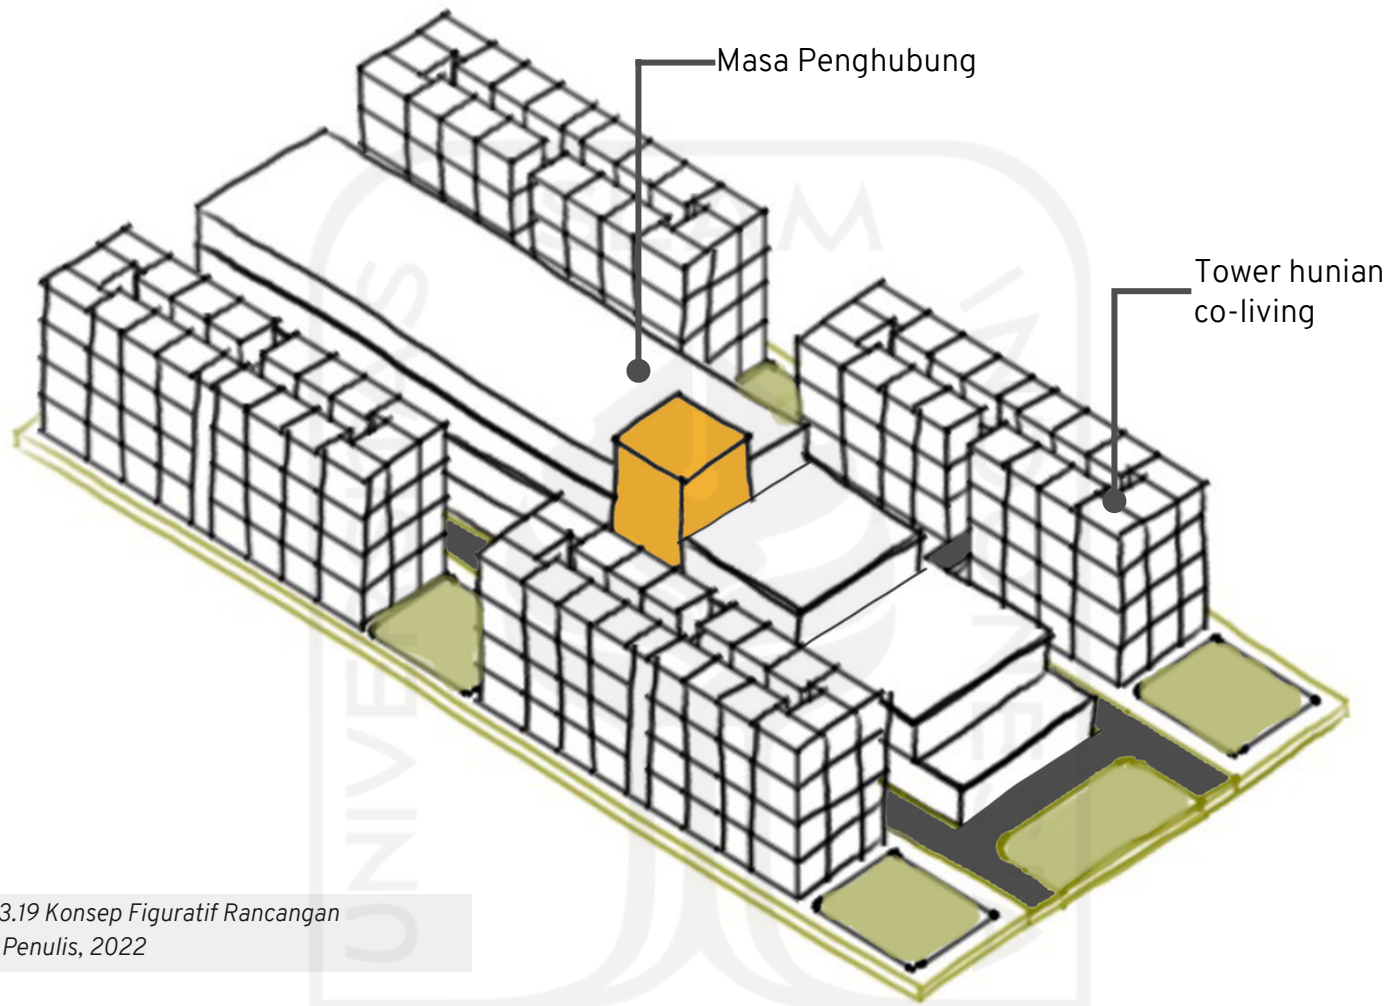 Masa Penghubung
Tower hunian
co-living
3.19 Konsep Figuratif Rancangan
Penulis, 2022